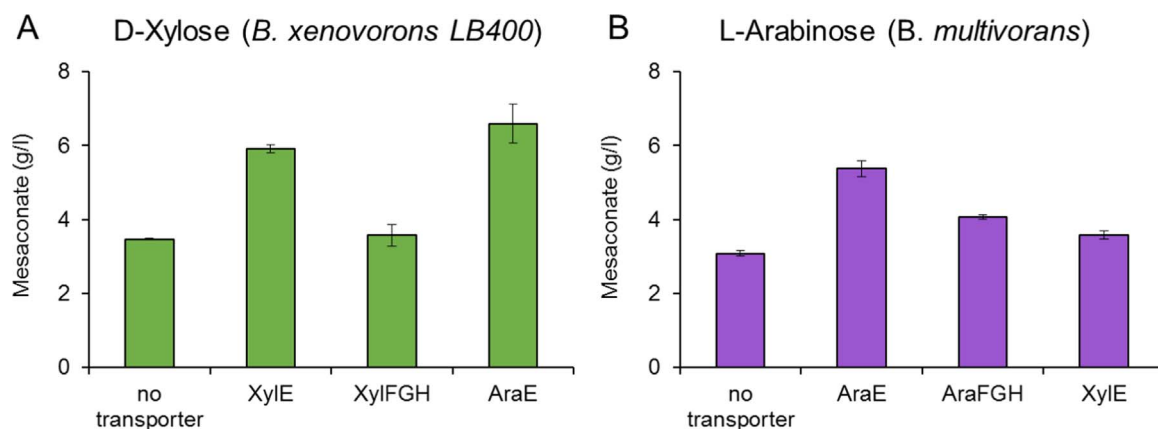 A
D-Xylose (B. xenovorons LB400)
Mesaconate (g/l)
8
6
4
2
0
no transporter
XylE
XylFGH
AraE
B
L-Arabinose (B. multivorans)
Mesaconate (g/l)
8
6
4
2
0
no transporter
AraE
AraFGH
XylE